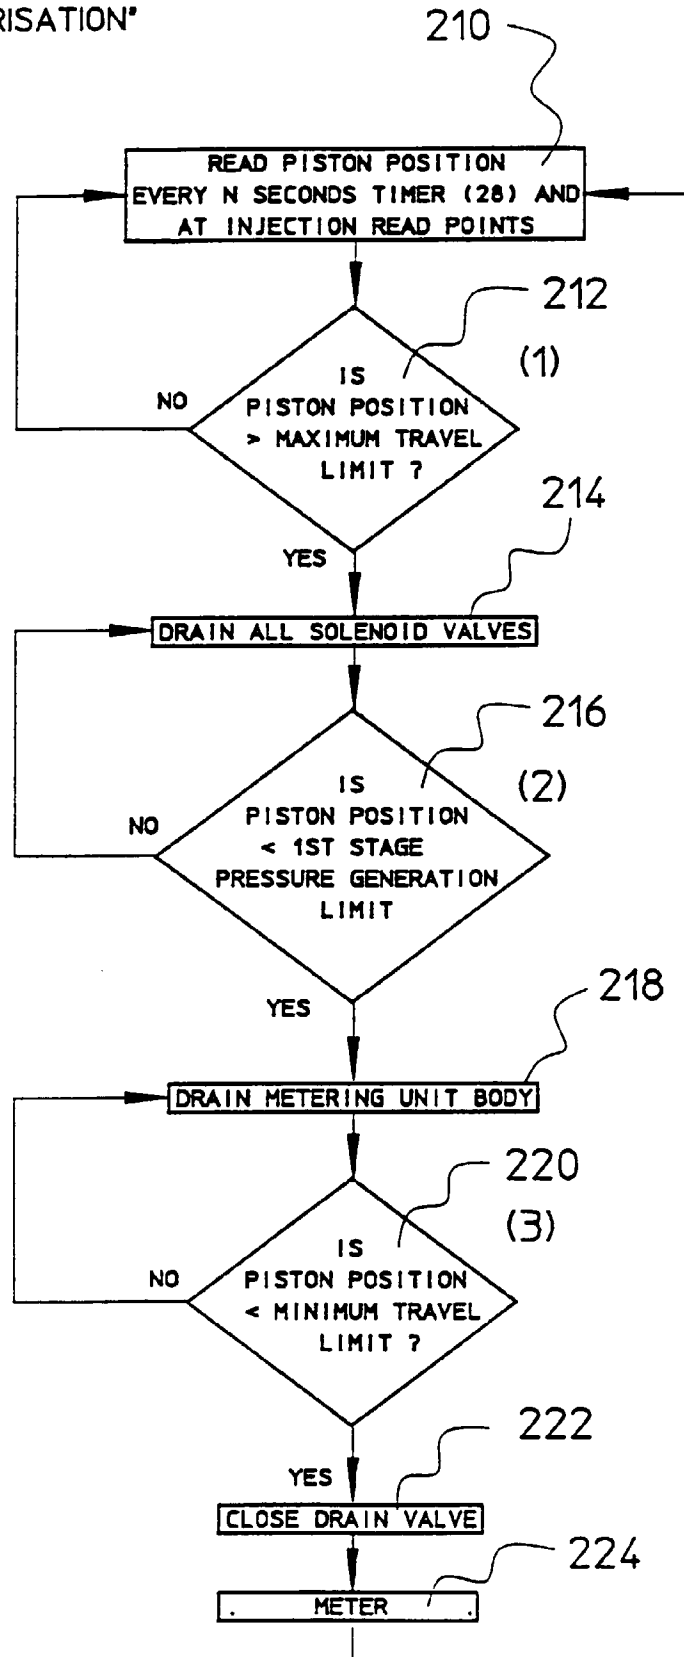 RISATION"
210
READ PISTON POSITION
EVERY N SECONDS TIMER (28) AND
AT INJECTION READ POINTS
212
(1)
IS
PISTON POSITION
> MAXIMUM TRAVEL
LIMIT ?
NO
YES
214
DRAIN ALL SOLENOID VALVES
216
(2)
IS
PISTON POSITION
< 1ST STAGE
PRESSURE GENERATION
LIMIT
NO
YES
218
DRAIN METERING UNIT BODY
220
(3)
IS
PISTON POSITION
< MINIMUM TRAVEL
LIMIT ?
NO
YES
222
CLOSE DRAIN VALVE
224
METER